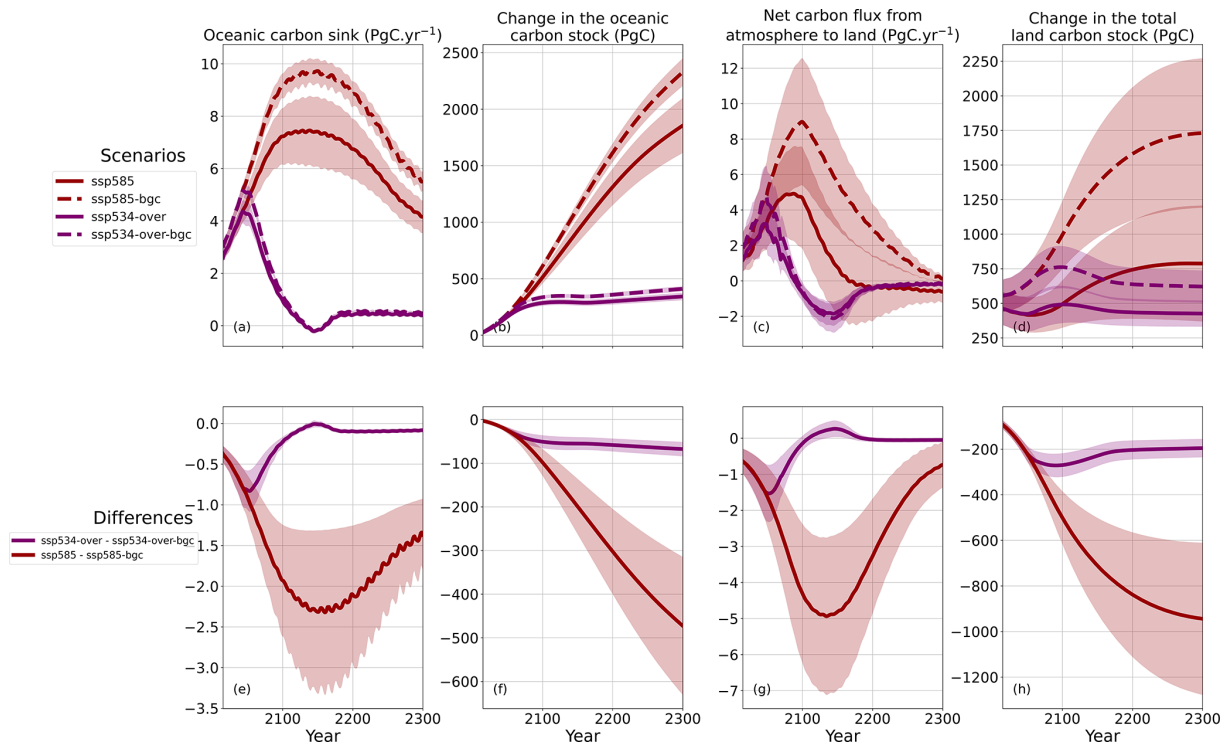 Oceanic carbon sink (PgC.yr⁻¹)
Change in the oceanic
carbon stock (PgC)
Net carbon flux from
atmosphere to land (PgC.yr⁻¹)
Change in the total
land carbon stock (PgC)
Scenarios
ssp585
ssp585-bgc
ssp534-over
ssp534-over-bgc
10
8
6
4
2
0
(a)
2500
2000
1500
1000
500
0
(b)
12
10
8
6
4
2
0
−2
(c)
2250
2000
1750
1500
1250
1000
750
500
250
(d)
Differences
ssp534-over - ssp534-over-bgc
ssp585 - ssp585-bgc
0.0
−0.5
−1.0
−1.5
−2.0
−2.5
−3.0
−3.5
(e)
2100
2200
2300
Year
0
−100
−200
−300
−400
−500
−600
(f)
2100
2200
2300
Year
0
−1
−2
−3
−4
−5
−6
−7
(g)
2100
2200
2300
Year
−200
−400
−600
−800
−1000
−1200
(h)
2100
2200
2300
Year